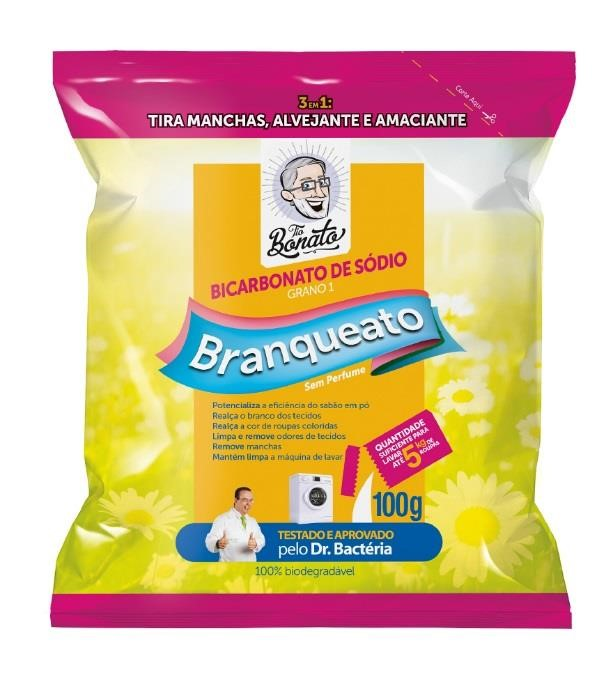 3 EM 1:
TIRA MANCHAS, ALVEJANTE E AMACIANTE
Corte Aqui
Tio
Bonato
BICARBONATO DE SÓDIO
GRANO 1
Branqueato
Sem Perfume
Potencializa a eficiência do sabão em pó
Realça o branco dos tecidos
Realça a cor de roupas coloridas
Limpa e remove odores de tecidos
Remove manchas
Mantém limpa a máquina de lavar
QUANTIDADE
SUFICIENTE PARA
LAVAR
ATÉ 5 kg DE
ROUPAS
100g
TESTADO E APROVADO
pelo Dr. Bactéria
100% biodegradável